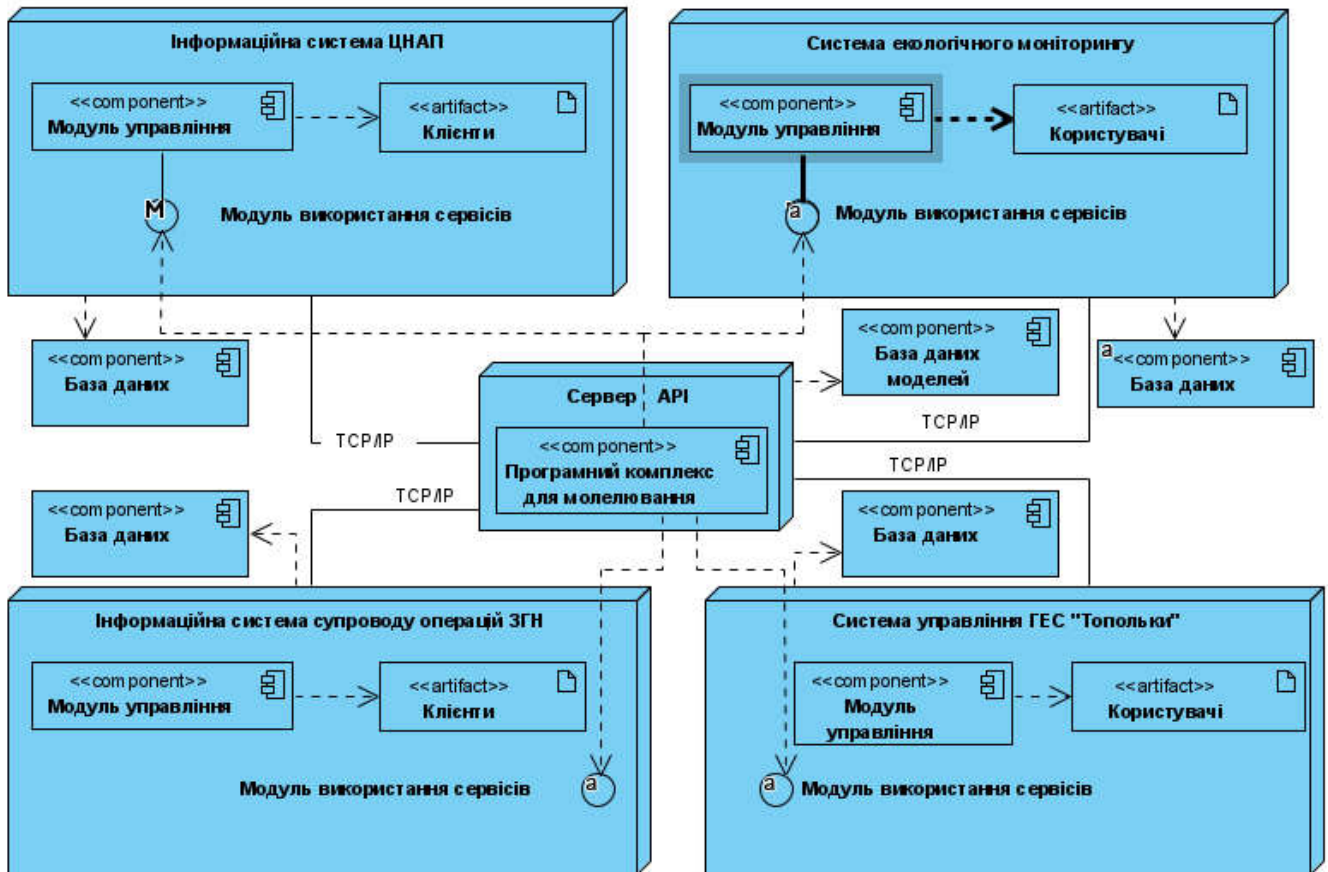 Інформаційна система ЦНАП
<<component>>
Модуль управління
<<artifact>>
Клієнти
М
Модуль використання сервісів
Система екологічного моніторингу
<<component>>
Модуль управління
<<artifact>>
Користувачі
а
Модуль використання сервісів
<<component>>
База даних
<<component>>
База даних
моделей
а
<<component>>
База даних
Сервер API
<<component>>
Програмний комплекс
для молелювання
TCP/IP
TCP/IP
TCP/IP
TCP/IP
<<component>>
База даних
<<component>>
База даних
Інформаційна система супроводу операцій ЗГН
<<component>>
Модуль управління
<<artifact>>
Клієнти
Модуль використання сервісів
а
Система управління ГЕС "Топольки"
<<component>>
Модуль
управління
<<artifact>>
Користувачі
а
Модуль використання сервісів